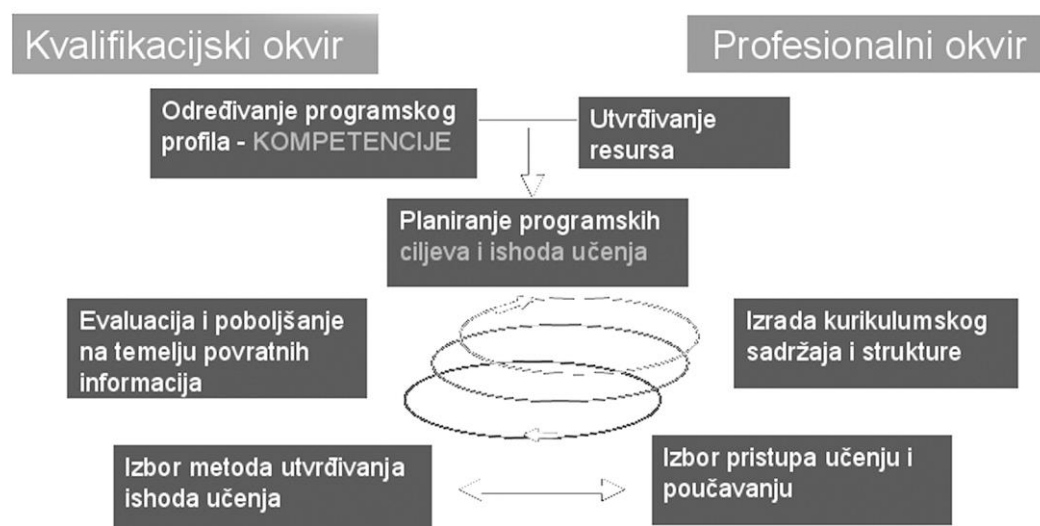 Kvalifikacijski okvir
Profesionalni okvir
Određivanje programskog
profila - KOMPETENCIJE
Utvrđivanje
resursa
Planiranje programskih
ciljeva i ishoda učenja
Evaluacija i poboljšanje
na temelju povratnih
informacija
Izrada kurikulumskog
sadržaja i strukture
Izbor metoda utvrđivanja
ishoda učenja
Izbor pristupa učenju i
poučavanju